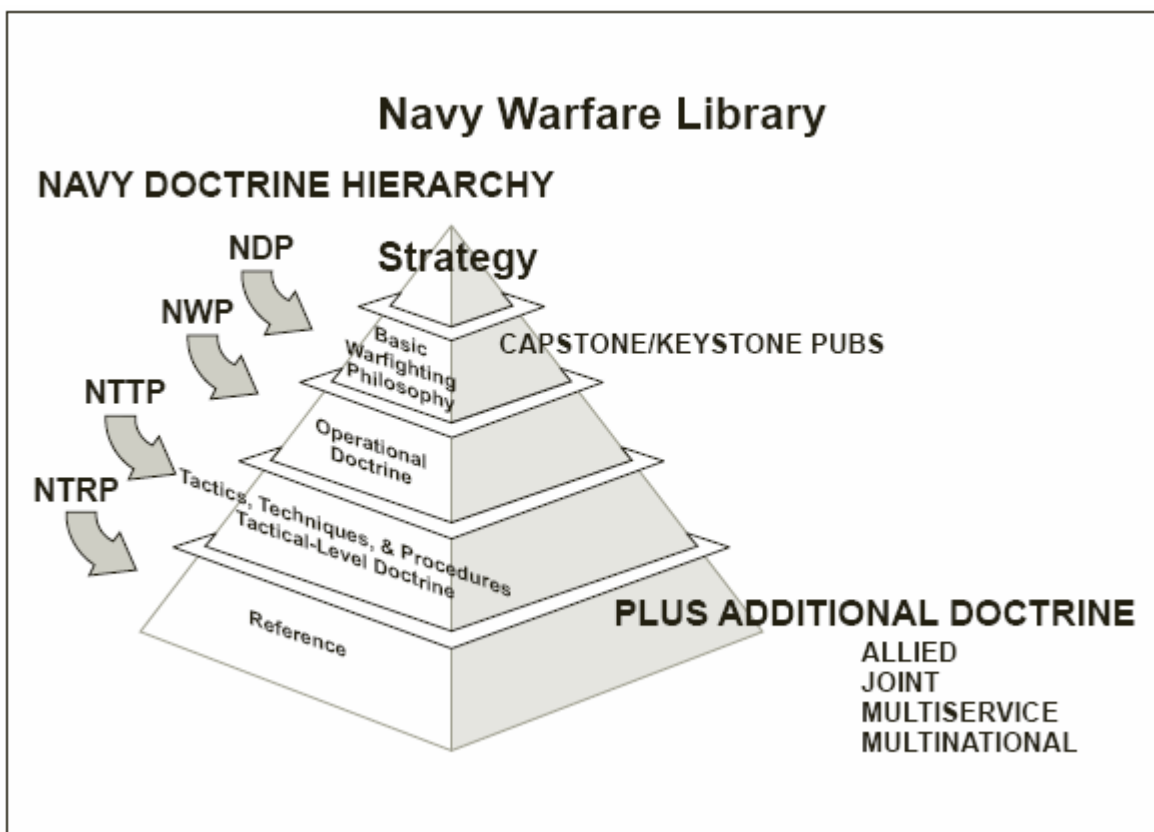 Navy Warfare Library
NAVY DOCTRINE HIERARCHY
NDP
Strategy
NWP
Basic
Warfighting
Philosophy
CAPSTONE/KEYSTONE PUBS
NTTP
Operational
Doctrine
NTRP
Tactics, Techniques, & Procedures
Tactical-Level Doctrine
Reference
PLUS ADDITIONAL DOCTRINE
ALLIED
JOINT
MULTISERVICE
MULTINATIONAL